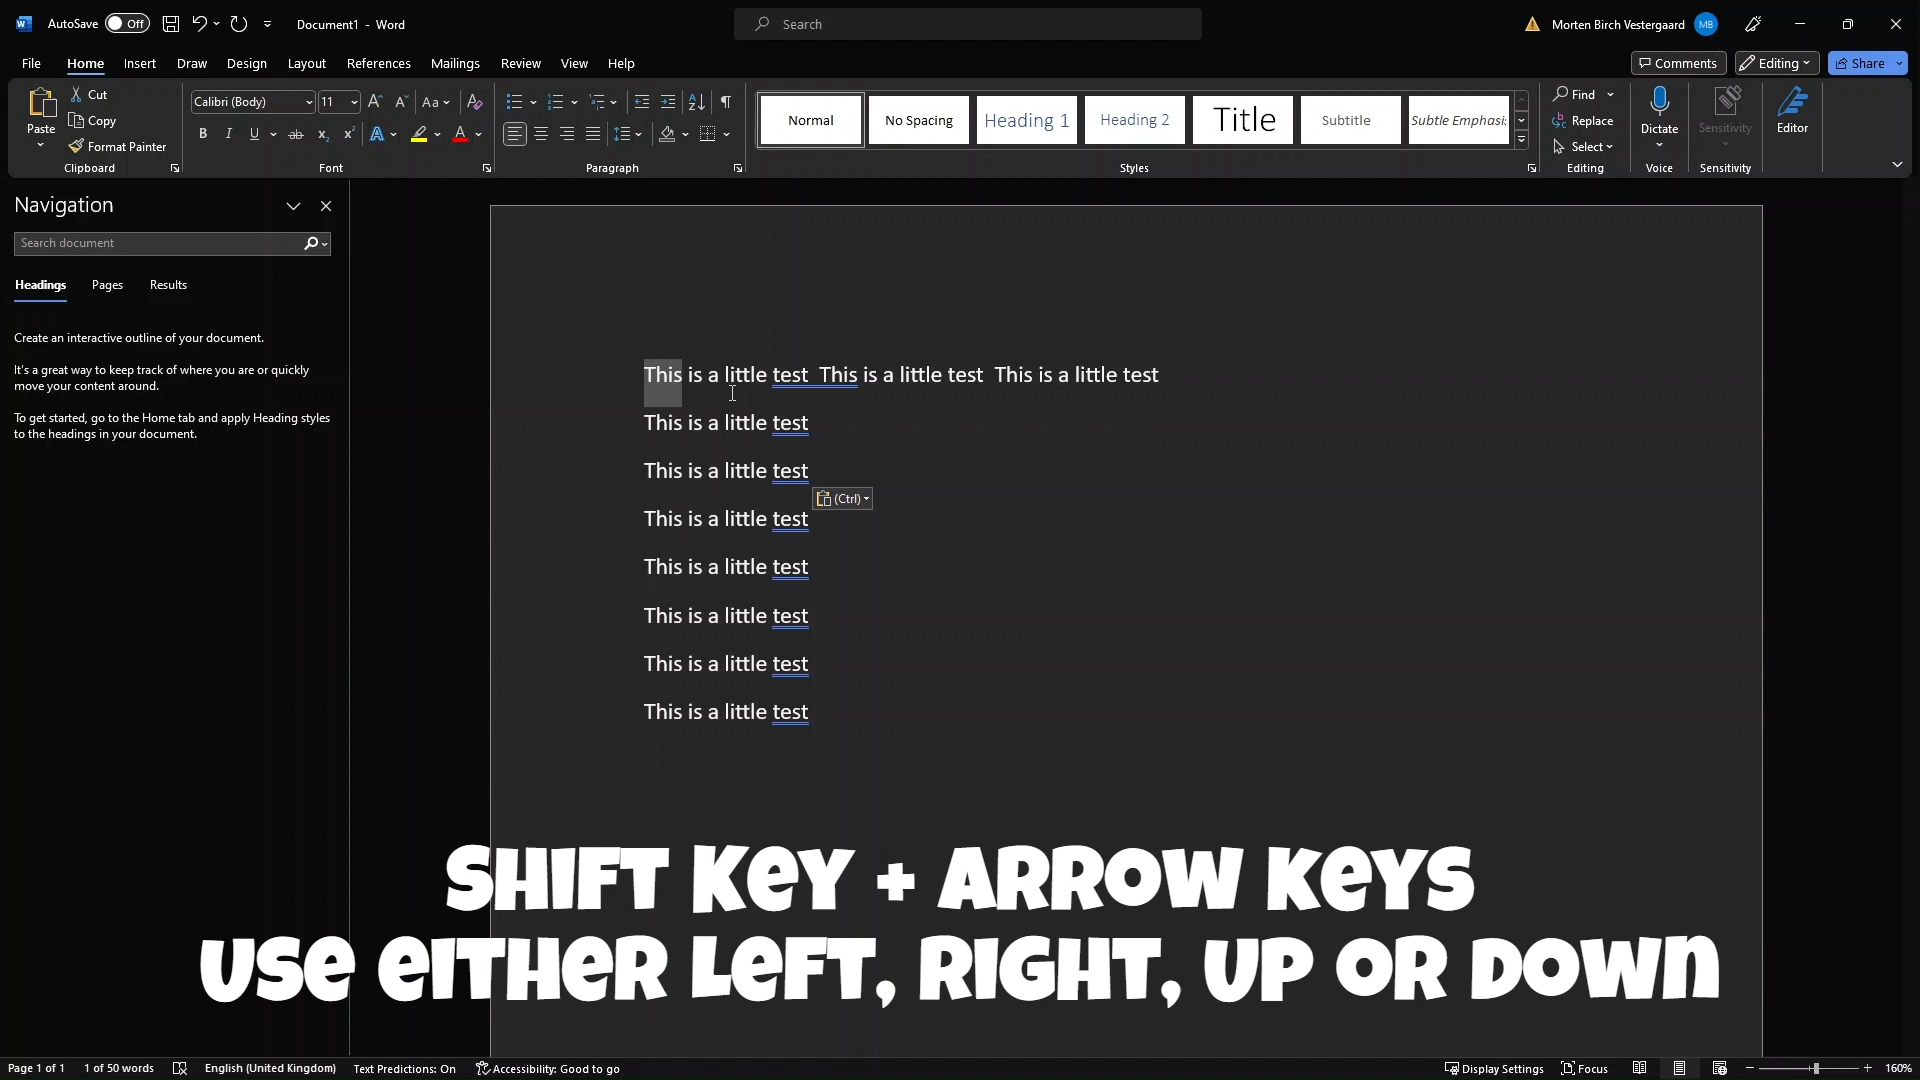 AutoSave Off Document1 - Word Search Morten Birch Vestergaard MB
File Home Insert Draw Design Layout References Mailings Review View Help Comments Editing Share
Paste Cut Copy Format Painter
Clipboard
Calibri (Body) 11
Font
Paragraph
Normal No Spacing Heading 1 Heading 2 Title Subtitle Subtle Emphasi
Styles
Find
Replace
Select
Editing
Dictate
Voice
Sensitivity
Sensitivity
Editor
Navigation
Search document
Headings Pages Results
Create an interactive outline of your document.
It's a great way to keep track of where you are or quickly
move your content around.
To get started, go to the Home tab and apply Heading styles
to the headings in your document.
This is a little test  This is a little test  This is a little test
This is a little test
This is a little test
(Ctrl)
This is a little test
This is a little test
This is a little test
This is a little test
This is a little test
SHIFT KEY + ARROW KEYS
USE EITHER LEFT, RIGHT, UP OR DOWN
Page 1 of 1 1 of 50 words English (United Kingdom) Text Predictions: On Accessibility: Good to go Display Settings Focus 160%